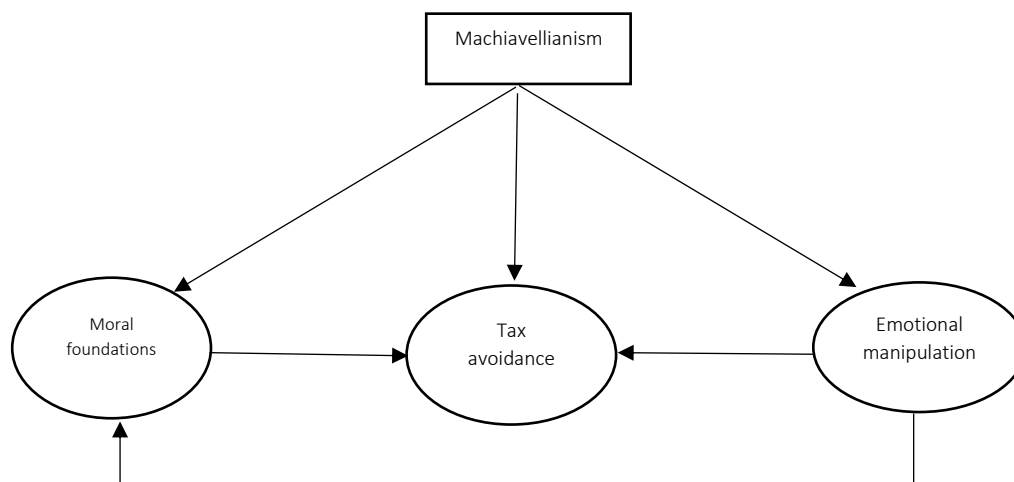 Machiavellianism
Moral
foundations
Tax
avoidance
Emotional
manipulation